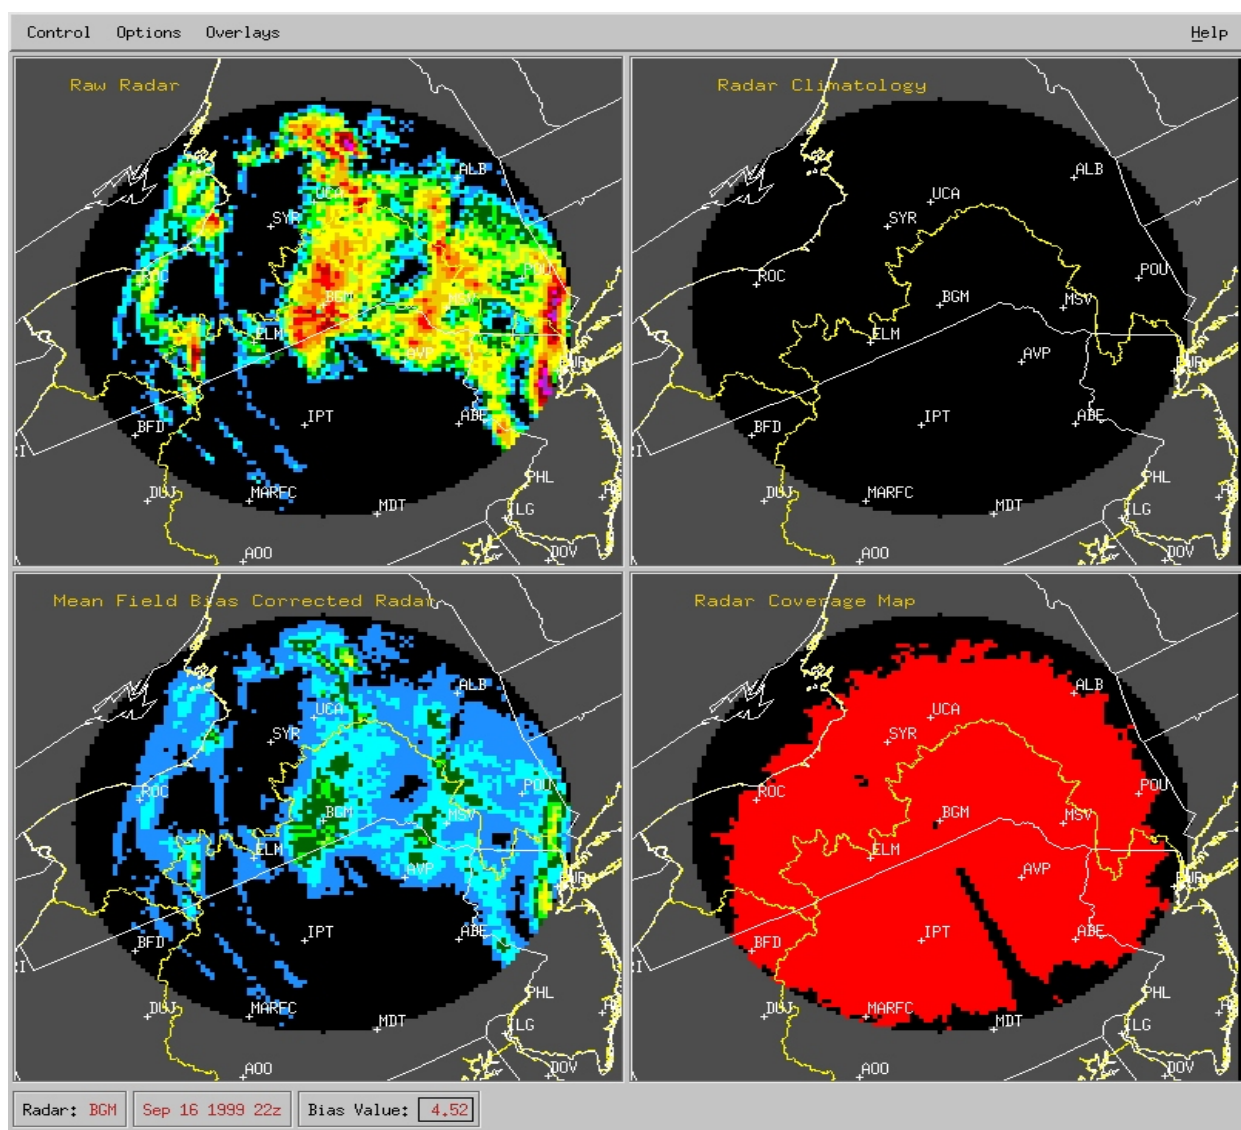 Control Options Overlays Help
Raw Radar
ALB
UCA
SYR
ROC
POU
BGM
MSV
ELM
AVP
EWR
IPT
ABE
BFD
PHL
DUJ
MARFC
MDT
ILG
AOO
DOV
Radar Climatology
ALB
UCA
SYR
ROC
POU
BGM
MSV
ELM
AVP
EWR
IPT
ABE
BFD
PHL
DUJ
MARFC
MDT
ILG
AOO
DOV
Mean Field Bias Corrected Radar
ALB
UCA
SYR
ROC
POU
BGM
MSV
ELM
AVP
EWR
IPT
ABE
BFD
PHL
DUJ
MARFC
MDT
ILG
AOO
DOV
Radar Coverage Map
ALB
UCA
SYR
ROC
POU
BGM
MSV
ELM
AVP
EWR
IPT
ABE
BFD
PHL
DUJ
MARFC
MDT
ILG
AOO
DOV
Radar: BGM Sep 16 1999 22z Bias Value: 4.52